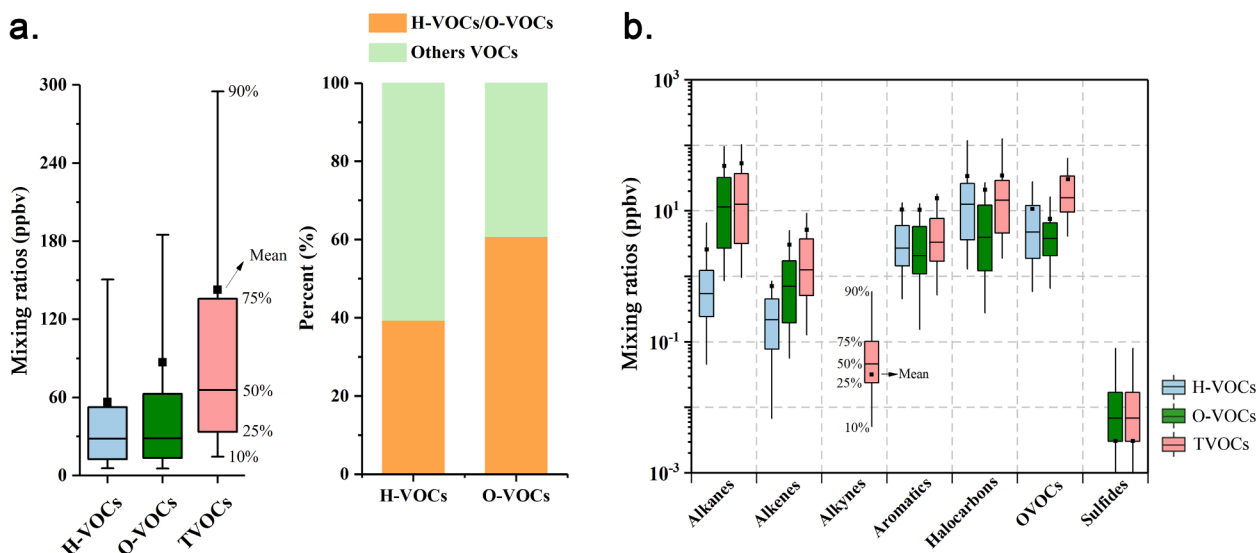 a.
H-VOCs/O-VOCs
Others VOCs
Mixing ratios (ppbv)
300
240
180
120
60
0
90%
Mean
75%
50%
25%
10%
H-VOCs
O-VOCs
TVOCs
Percent (%)
100
80
60
40
20
0
H-VOCs
O-VOCs
b.
Mixing ratios (ppbv)
10³
10¹
10⁻¹
10⁻³
90%
75%
50%
25%
Mean
10%
Alkanes
Alkenes
Alkynes
Aromatics
Halocarbons
OVOCs
Sulfides
H-VOCs
O-VOCs
TVOCs